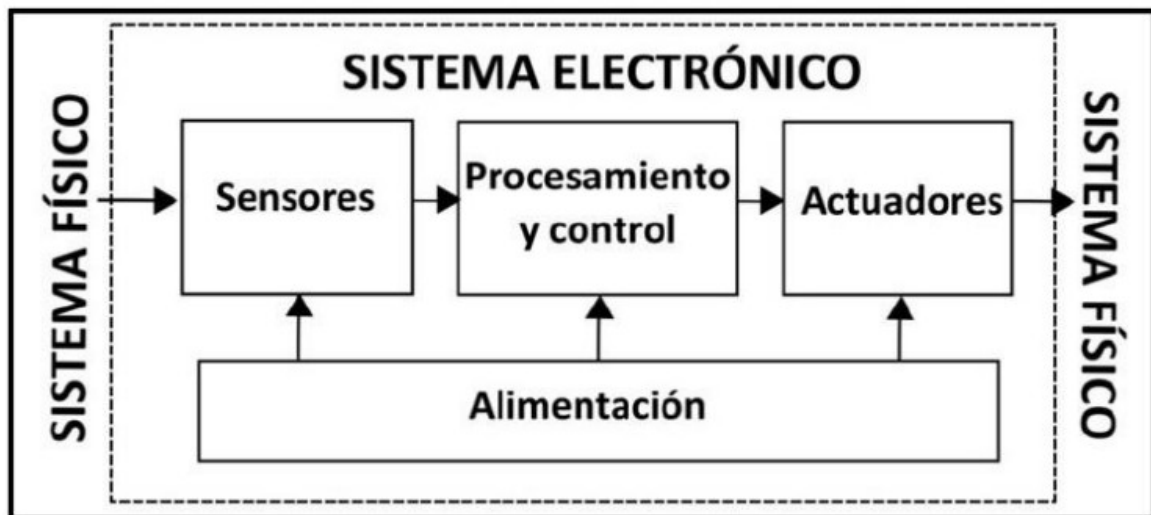 SISTEMA ELECTRÓNICO
SISTEMA FÍSICO
Sensores
Procesamiento
y control
Actuadores
SISTEMA FÍSICO
Alimentación